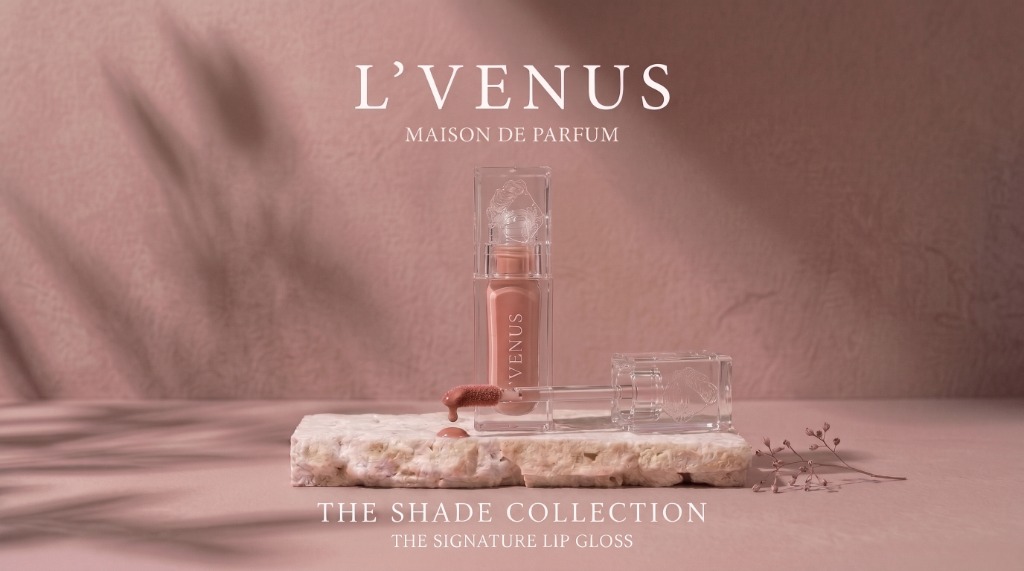 L’VENUS
MAISON DE PARFUM
L'VENUS
THE SHADE COLLECTION
THE SIGNATURE LIP GLOSS